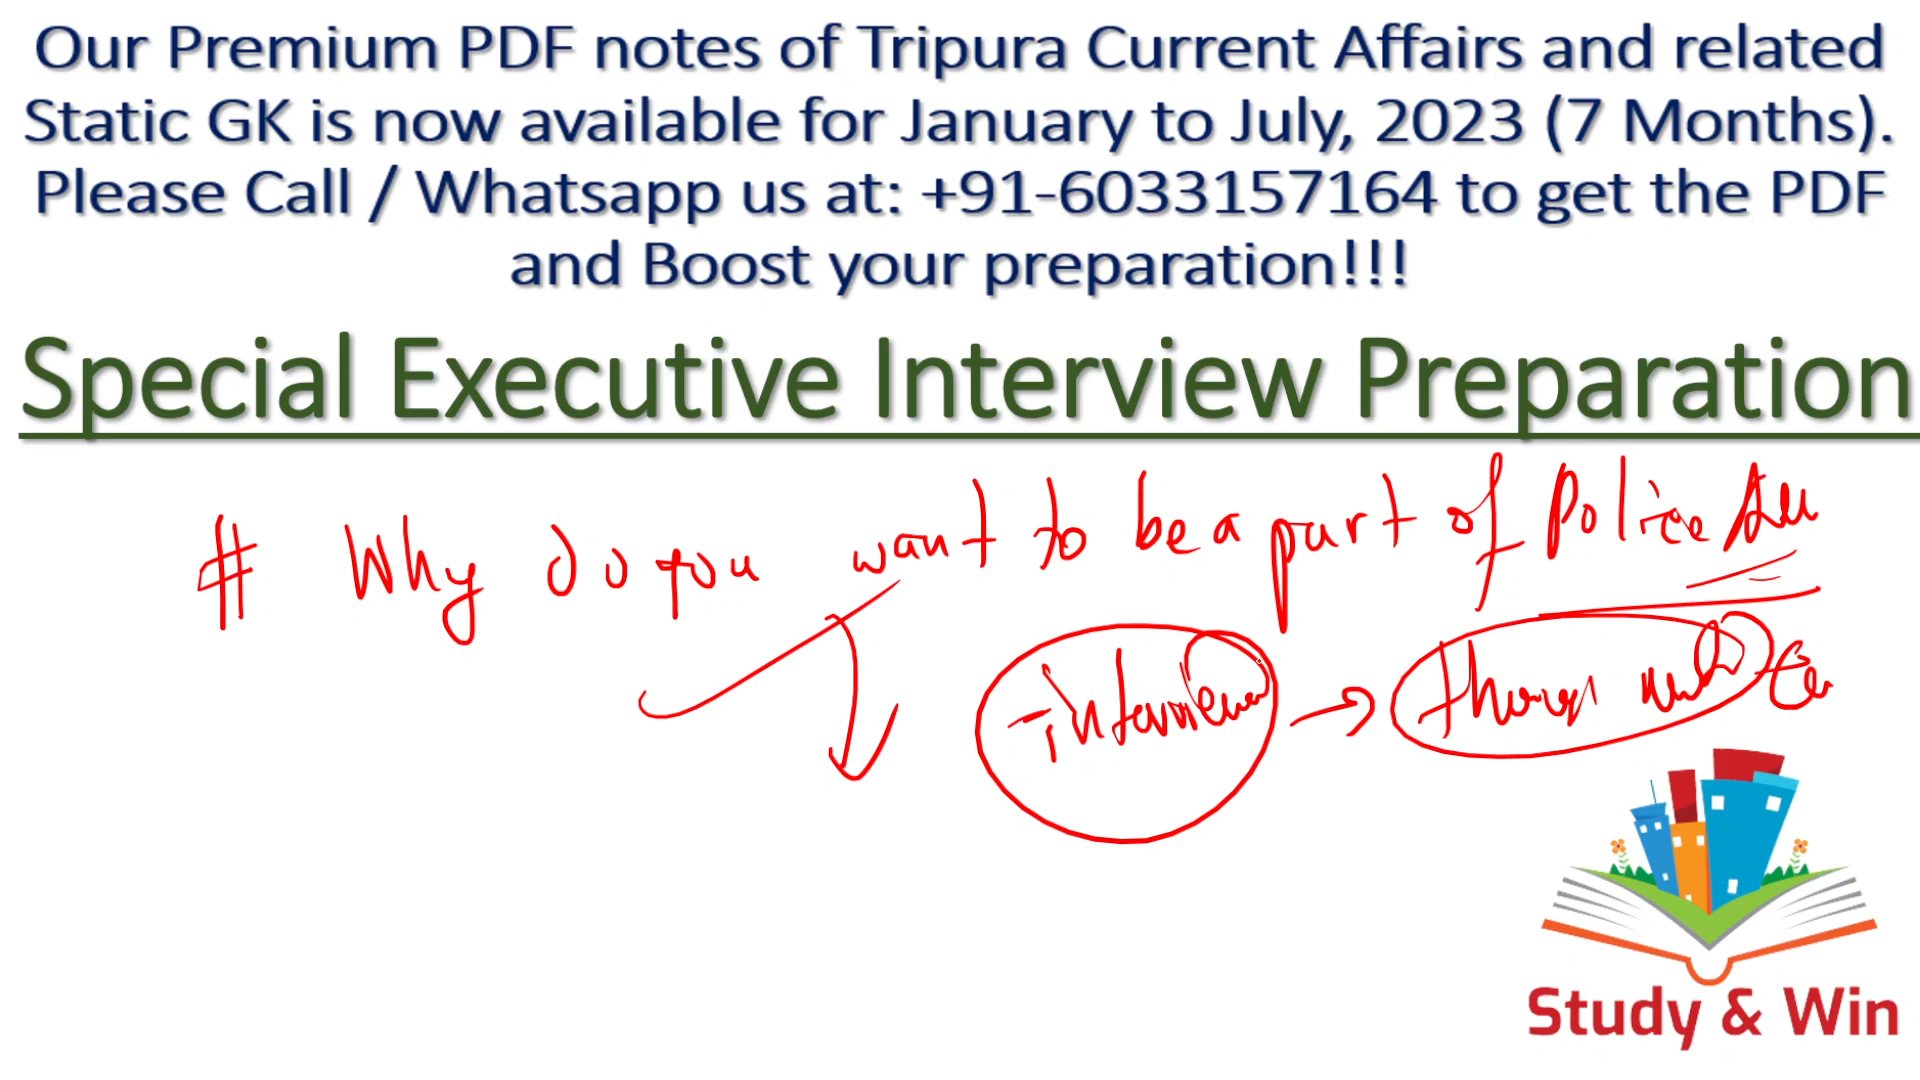 Our Premium PDF notes of Tripura Current Affairs and related
Static GK is now available for January to July, 2023 (7 Months).
Please Call / Whatsapp us at: +91-6033157164 to get the PDF
and Boost your preparation!!!
Special Executive Interview Preparation
# Why do you want to be a part of Police
Interview →
Study & Win